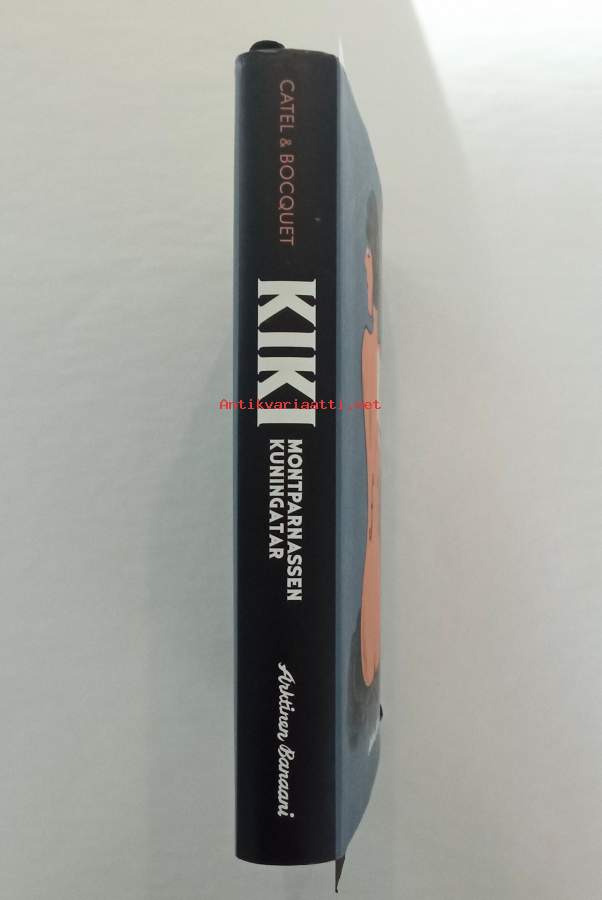 CATEL & BOCQUET
KIKI
MONTPARNASSEN
KUNINGATAR
Arktinen Banaani
Antikvariaatti.net